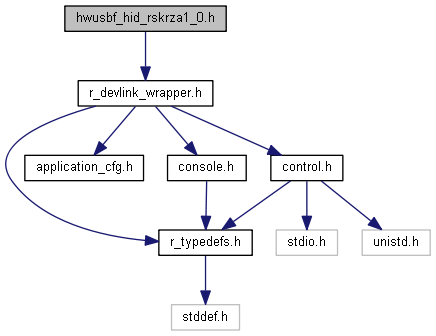 hwusbf_hid_rskrza1_0.h
r_devlink_wrapper.h
application_cfg.h
console.h
control.h
r_typedefs.h
stdio.h
unistd.h
stddef.h